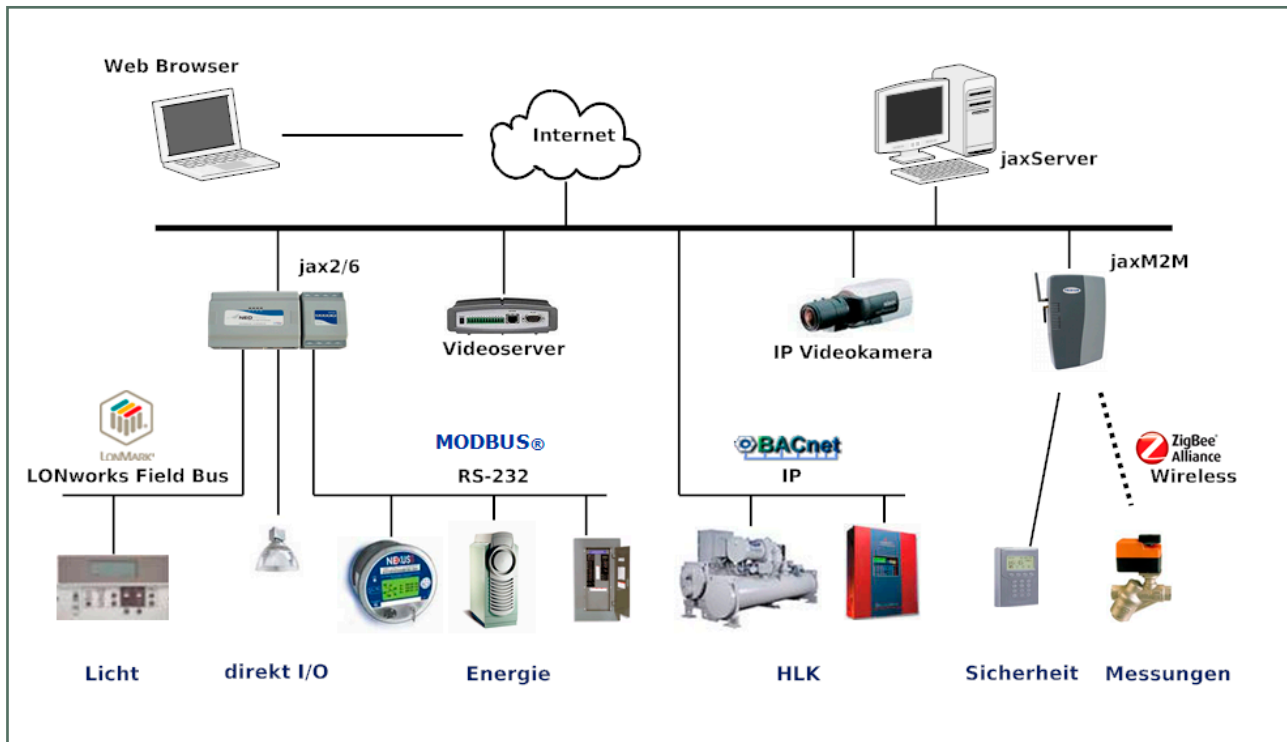 Web Browser
Internet
jaxServer
jax2/6
jaxM2M
Videoserver
IP Videokamera
NEXUS
LONMARK®
LONworks Field Bus
MODBUS®
RS-232
BACnet
IP
ZigBee®
Alliance
Wireless
Licht
direkt I/O
Energie
HLK
Sicherheit
Messungen